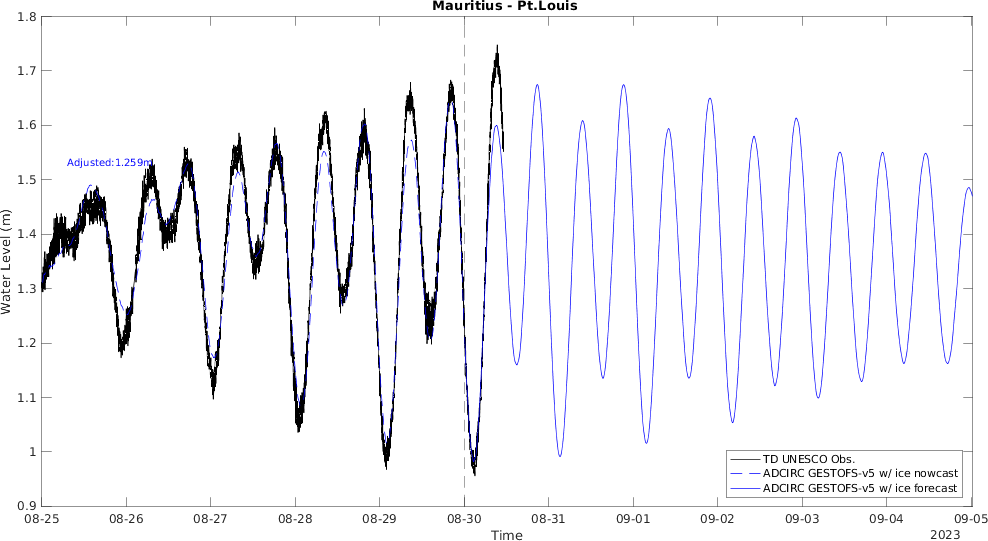 Mauritius - Pt.Louis
1.8
1.7
1.6
1.5
1.4
1.3
1.2
1.1
1
0.9
Water Level (m)
Adjusted:1.259m
TD UNESCO Obs.
ADCIRC GESTOFS-v5 w/ ice nowcast
ADCIRC GESTOFS-v5 w/ ice forecast
08-25 08-26 08-27 08-28 08-29 08-30 08-31 09-01 09-02 09-03 09-04 09-05
Time
2023